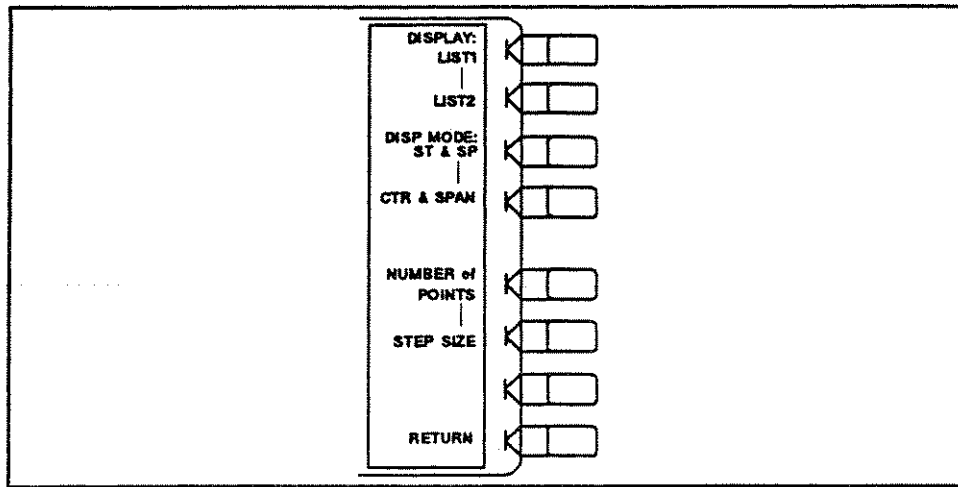 DISPLAY:
LIST1
LIST2
DISP MODE:
ST & SP
CTR & SPAN
NUMBER of
POINTS
STEP SIZE
RETURN